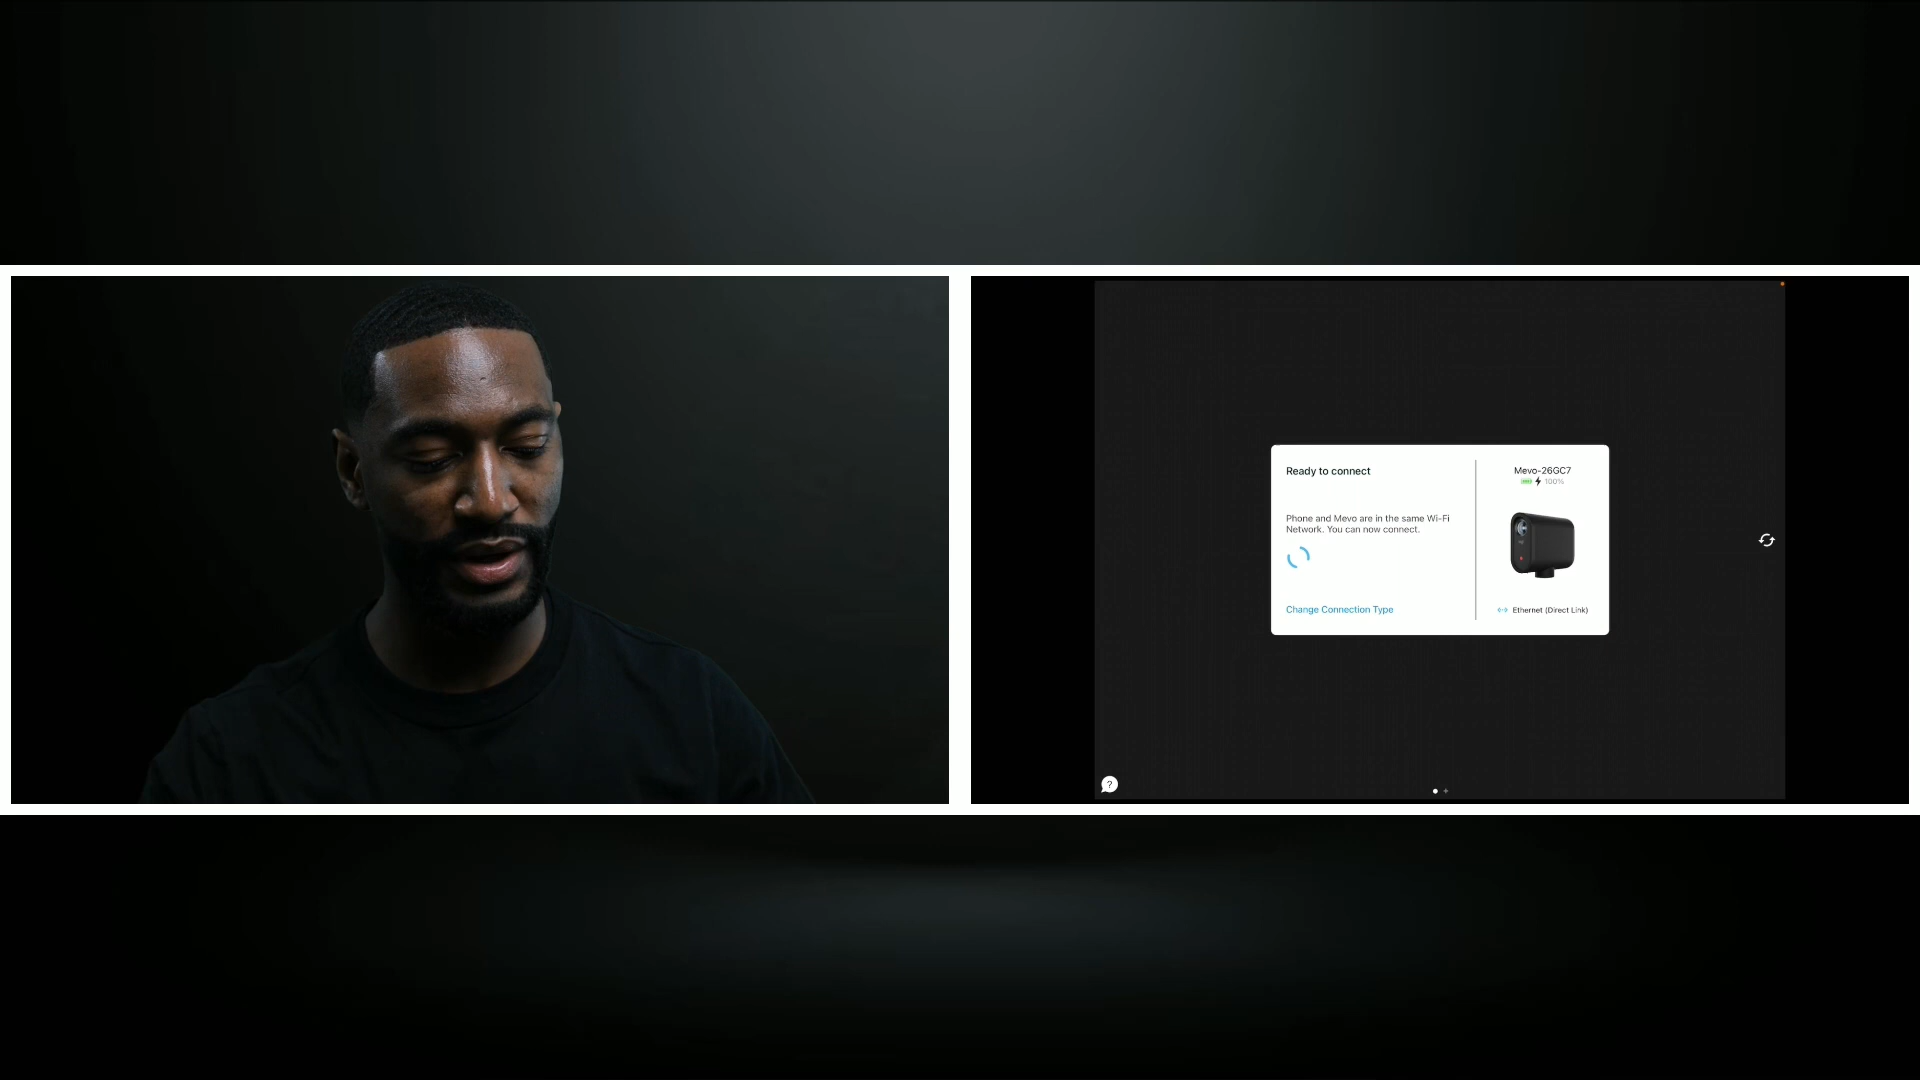 Ready to connect
Phone and Mevo are in the same Wi-Fi
Network. You can now connect.
Change Connection Type
Mevo-26GC7
100%
Ethernet (Direct Link)
?